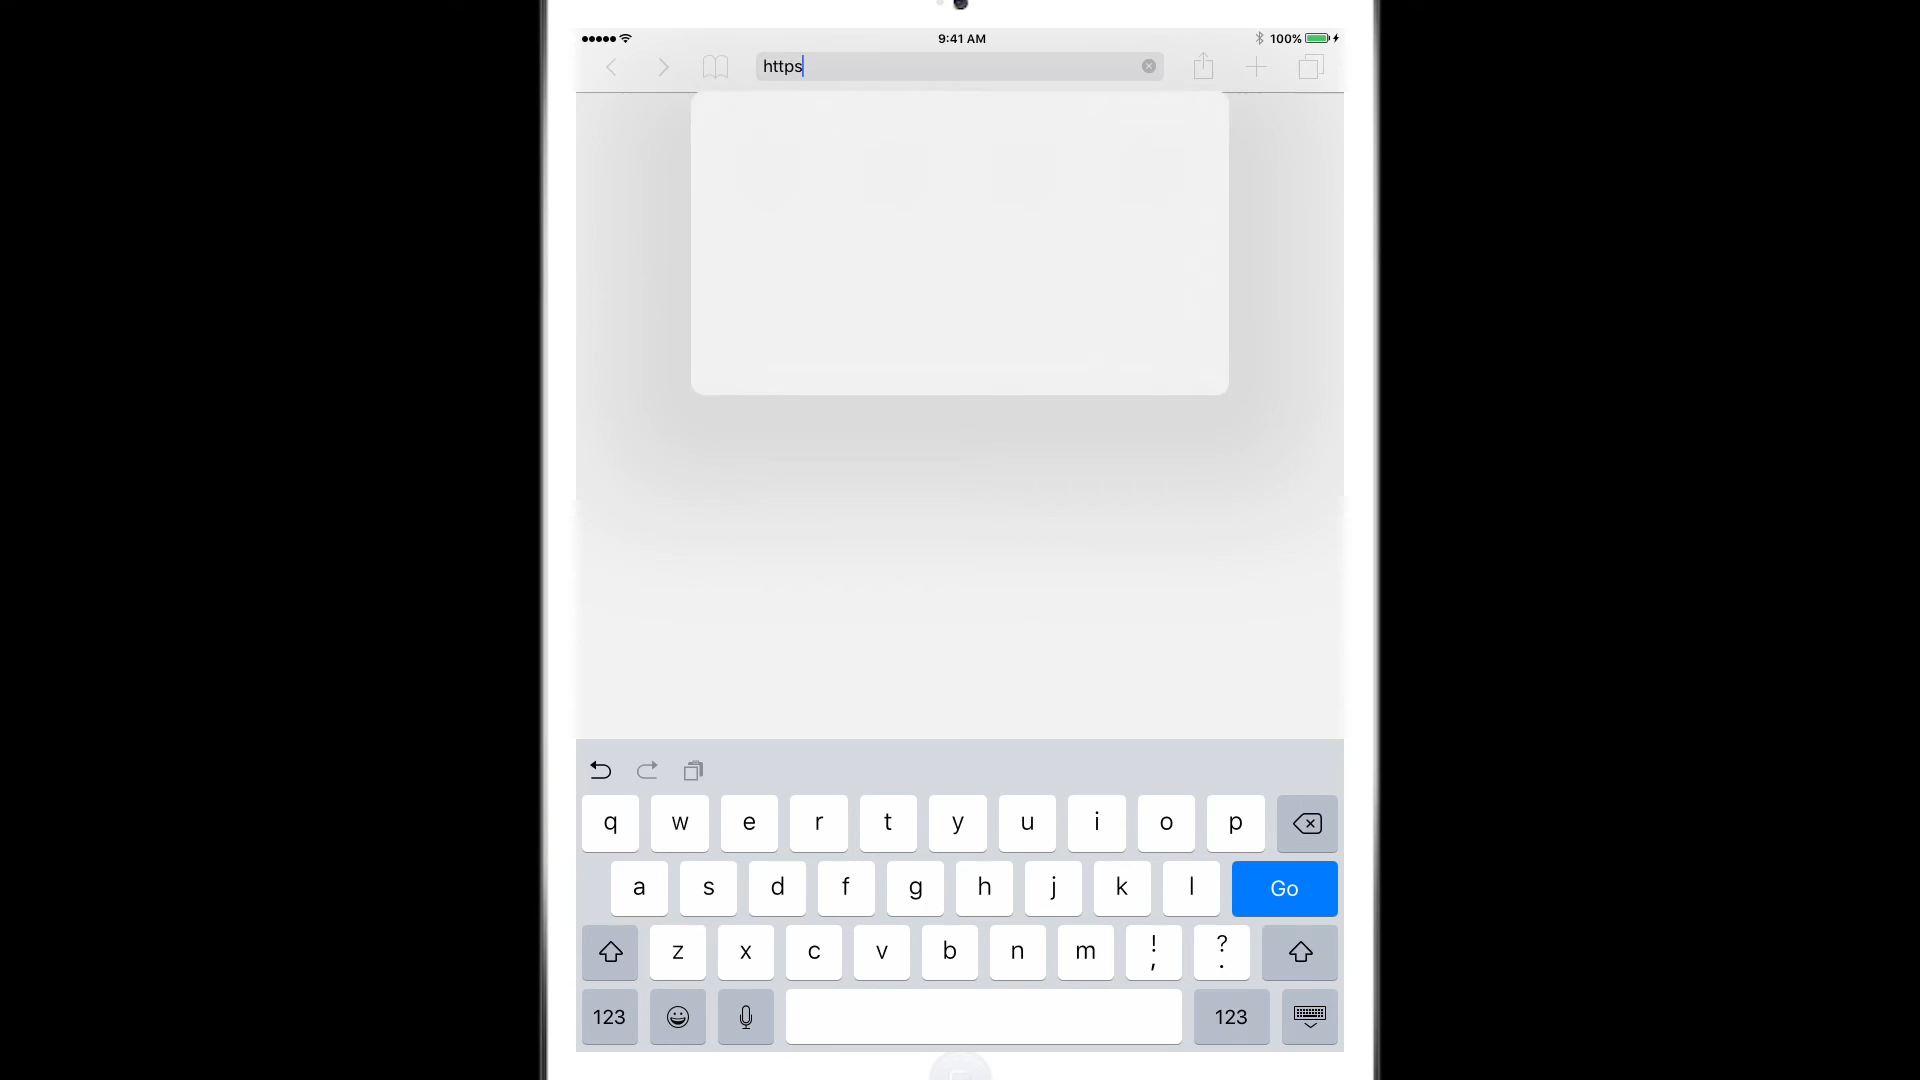 9:41 AM
100%
https
q w e r t y u i o p
a s d f g h j k l Go
z x c v b n m ! , ? .
123 123